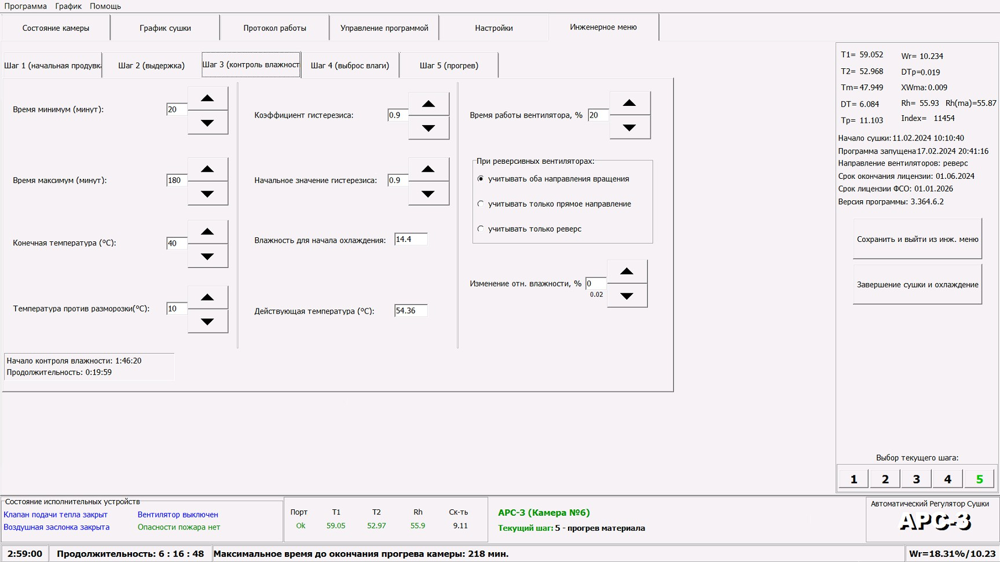 Программа График Помощь
Состояние камеры График сушки Протокол работы Управление программой Настройки Инженерное меню
Шаг 1 (начальная продувка Шаг 2 (выдержка) Шаг 3 (контроль влажност Шаг 4 (выброс влаги) Шаг 5 (прогрев)
Время минимум (минут): 20
Время максимум (минут): 180
Конечная температура (ºC): 40
Температура против разморозки(ºC): 10
Коэффициент гистерезиса: 0.9
Начальное значение гистерезиса: 0.9
Влажность для начала охлаждения: 14.4
Действующая температура (ºC): 54.36
Время работы вентилятора, % 20
При реверсивных вентиляторах:
учитывать оба направления вращения
учитывать только прямое направление
учитывать только реверс
Изменение отн. влажности, % 0
0.02
Начало контроля влажности: 1:46:20
Продолжительность: 0:19:59
T1= 59.052 Wr= 10.234
T2= 52.968 DTp=0.019
Tm= 47.949 XWma: 0.009
DT= 6.084 Rh= 55.93 Rh(ma)=55.87
Tp= 11.103 Index= 11454
Начало сушки: 11.02.2024 10:10:40
Программа запущена 17.02.2024 20:41:16
Направление вентиляторов: реверс
Срок окончания лицензии: 01.06.2024
Срок лицензии ФСО: 01.01.2026
Версия программы: 3.364.6.2
Сохранить и выйти из инж. меню
Завершение сушки и охлаждение
Выбор текущего шага:
1 2 3 4 5
Состояние исполнительных устройств
Клапан подачи тепла закрыт Вентилятор выключен
Воздушная заслонка закрыта Опасности пожара нет
Порт T1 T2 Rh Ск-ть
Ok 59.05 52.97 55.9 9.11
АРС-3 (Камера №6)
Текущий шаг: 5 - прогрев материала
Автоматический Регулятор Сушки
АРС-3
2:59:00 Продолжительность: 6 : 16 : 48 Максимальное время до окончания прогрева камеры: 218 мин. Wr=18.31%/10.23